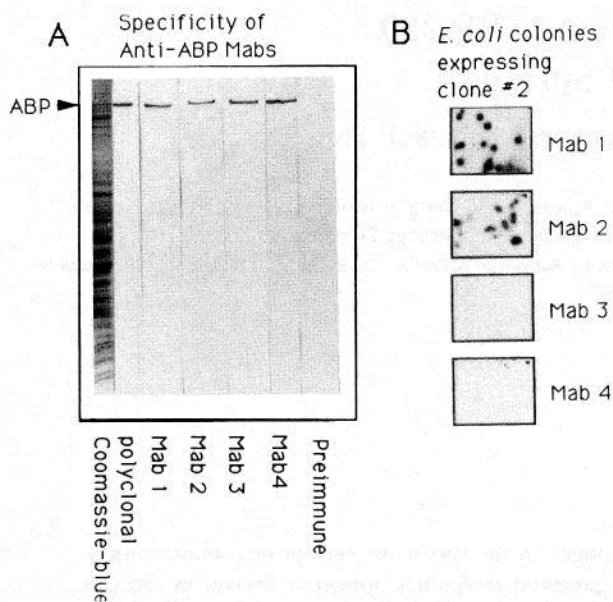 A
Specificity of
Anti-ABP Mabs
ABP
Coomassie-blue
polyclonal
Mab 1
Mab 2
Mab 3
Mab4
Preimmune
B
E. coli colonies
expressing
clone #2
Mab 1
Mab 2
Mab 3
Mab 4